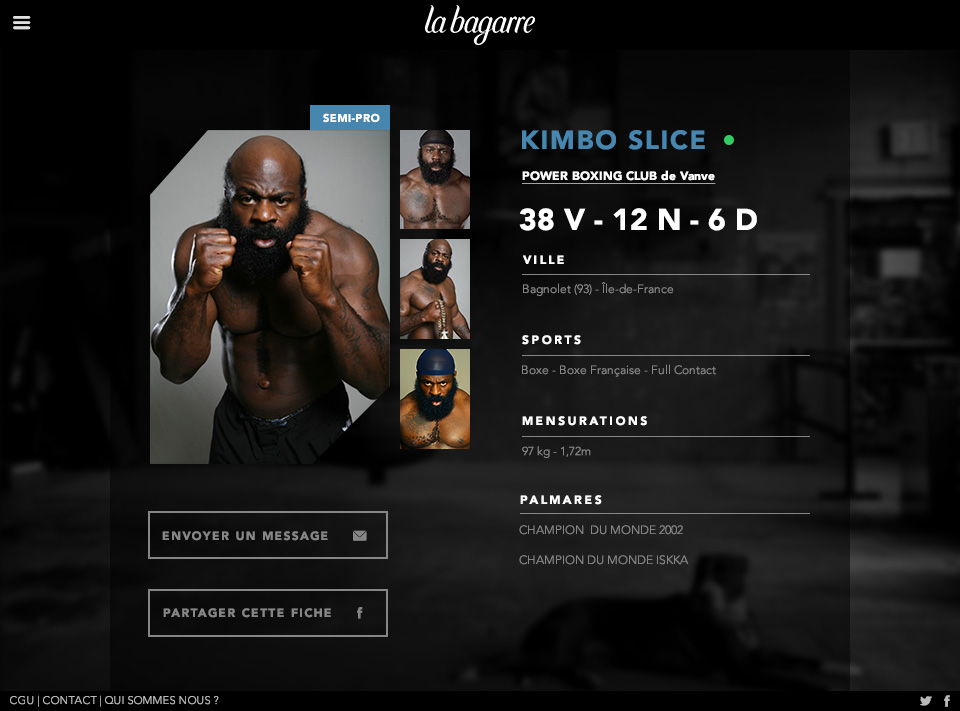 la bagarre
SEMI-PRO
KIMBO SLICE
POWER BOXING CLUB de Vanve
38 V - 12 N - 6 D
VILLE
Bagnolet (93) - Île-de-France
SPORTS
Boxe - Boxe Française - Full Contact
MENSURATIONS
97 kg - 1,72m
PALMARES
CHAMPION DU MONDE 2002
CHAMPION DU MONDE ISKKA
ENVOYER UN MESSAGE
PARTAGER CETTE FICHE
CGU | CONTACT | QUI SOMMES NOUS ?